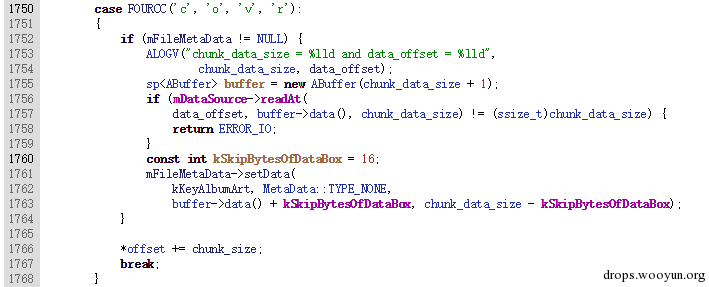 1750 case FOURCC('c', 'o', 'v', 'r'):
1751 {
1752 if (mFileMetaData != NULL) {
1753 ALOGV("chunk_data_size = %lld and data_offset = %lld",
1754 chunk_data_size, data_offset);
1755 sp<ABuffer> buffer = new ABuffer(chunk_data_size + 1);
1756 if (mDataSource->readAt(
1757 data_offset, buffer->data(), chunk_data_size) != (ssize_t)chunk_data_size) {
1758 return ERROR_IO;
1759 }
1760 const int kSkipBytesOfDataBox = 16;
1761 mFileMetaData->setData(
1762 kKeyAlbumArt, MetaData::TYPE_NONE,
1763 buffer->data() + kSkipBytesOfDataBox, chunk_data_size - kSkipBytesOfDataBox);
1764 }
1765
1766 *offset += chunk_size;
1767 break;
1768 }
drops.wooyun.org